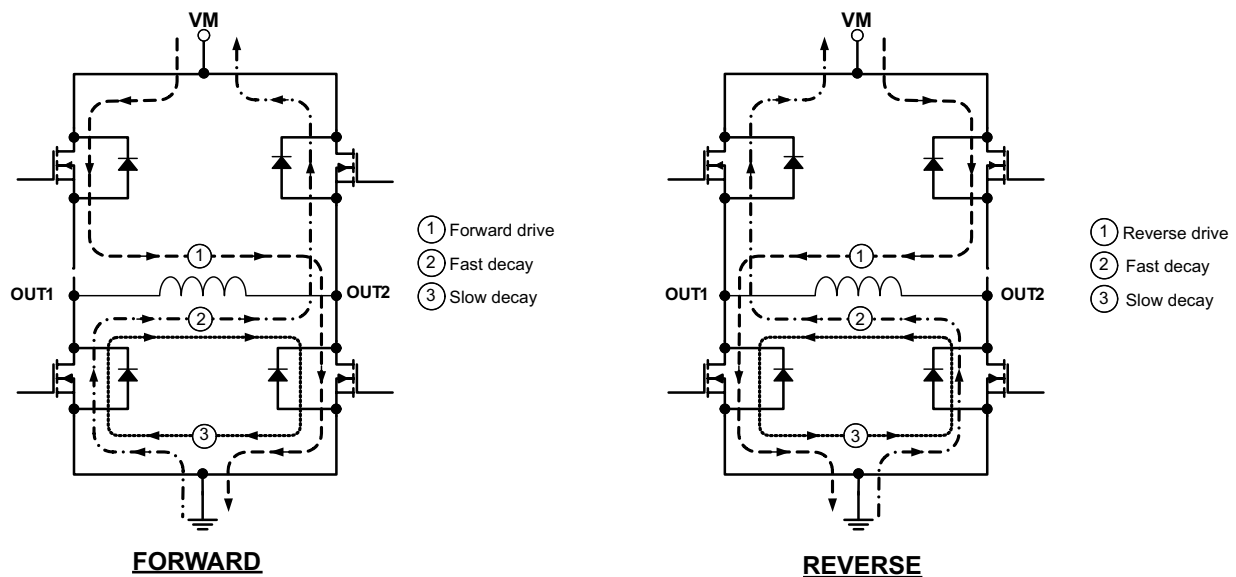 VM
1 Forward drive
2 Fast decay
3 Slow decay
1
OUT1
OUT2
2
3
FORWARD
VM
1 Reverse drive
2 Fast decay
3 Slow decay
1
OUT1
OUT2
2
3
REVERSE